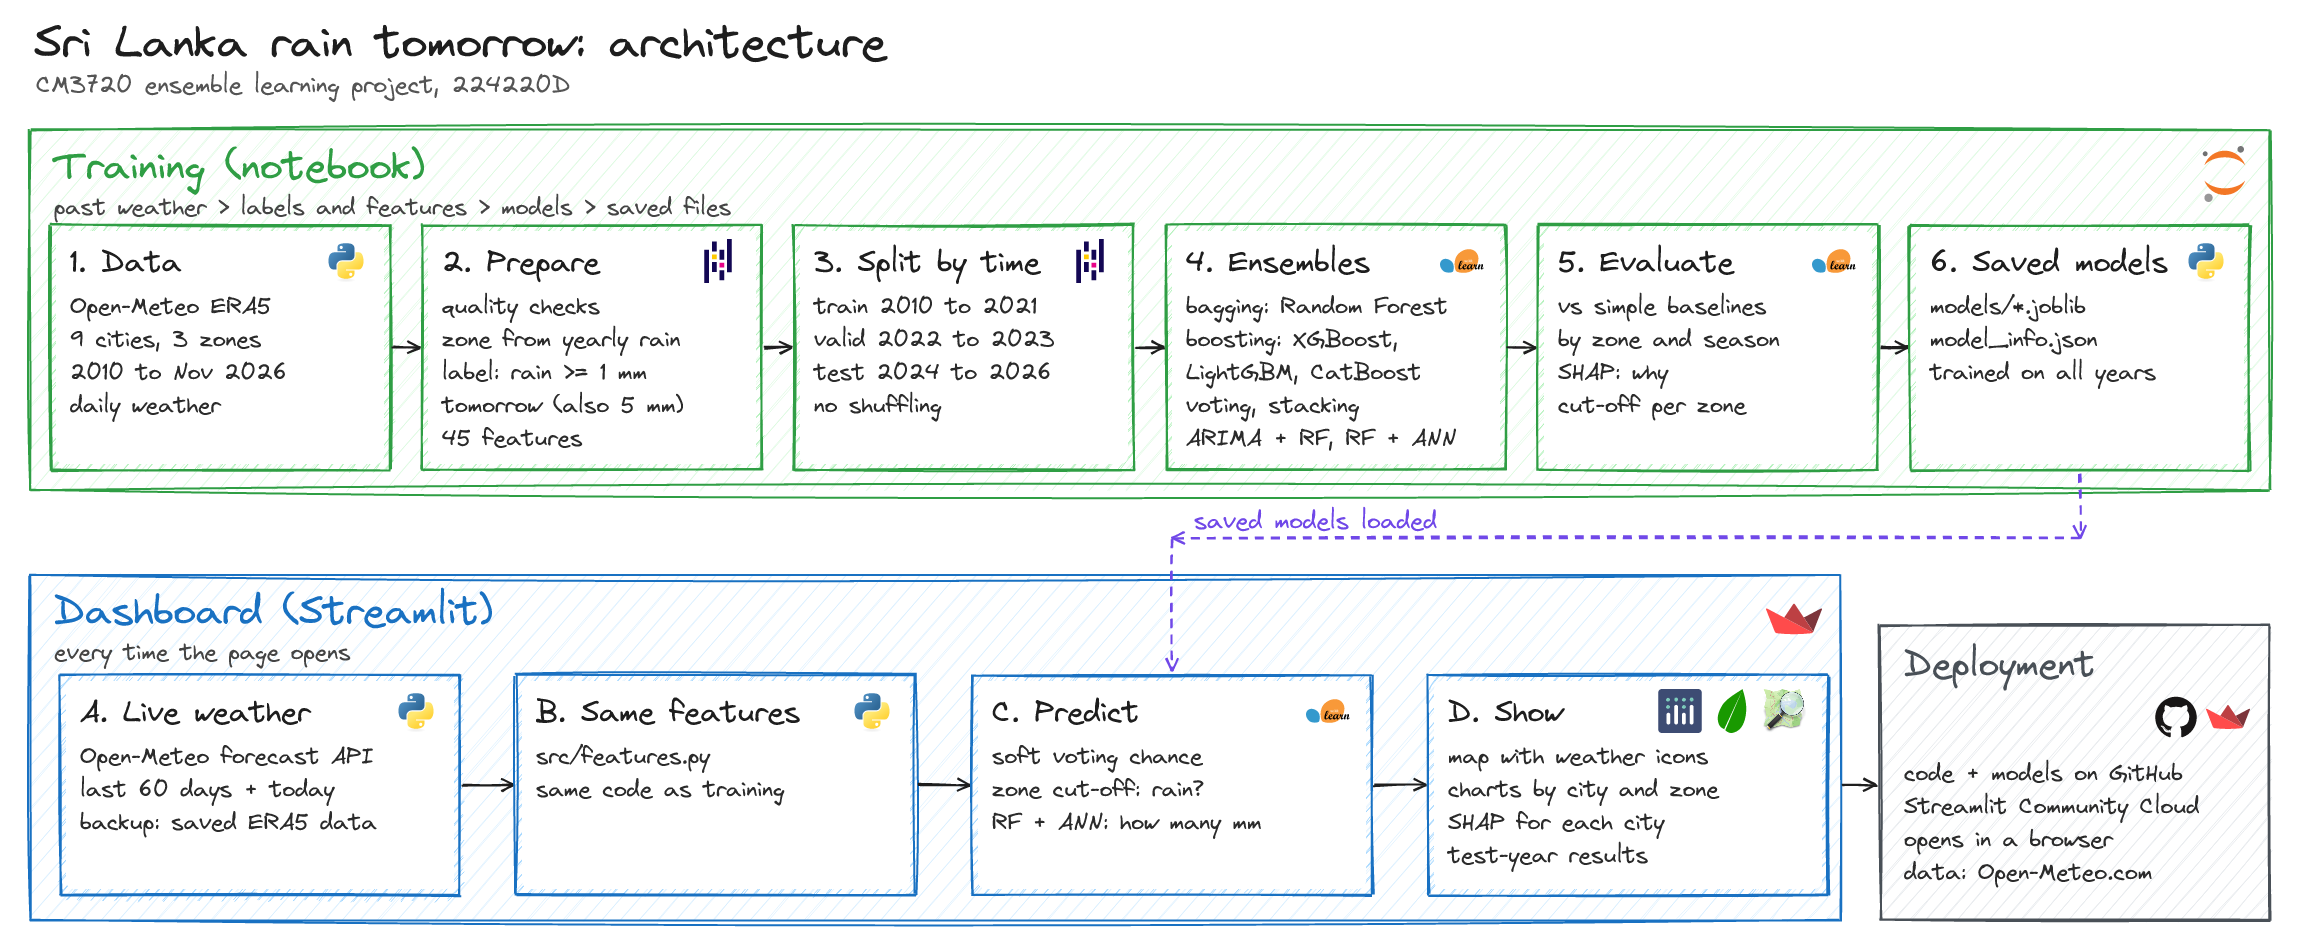 Sri Lanka rain tomorrow: architecture
CM3720 ensemble learning project, 224220D
Training (notebook)
past weather > labels and features > models > saved files
1. Data
Open-Meteo ERA5
9 cities, 3 zones
2010 to Nov 2026
daily weather
2. Prepare
quality checks
zone from yearly rain
label: rain >= 1 mm
tomorrow (also 5 mm)
45 features
3. Split by time
train 2010 to 2021
valid 2022 to 2023
test 2024 to 2026
no shuffling
4. Ensembles
learn
bagging: Random Forest
boosting: XGBoost,
LightGBM, CatBoost
voting, stacking
ARIMA + RF, RF + ANN
5. Evaluate
learn
vs simple baselines
by zone and season
SHAP: why
cut-off per zone
6. Saved models
models/*.joblib
model_info.json
trained on all years
saved models loaded
Dashboard (Streamlit)
every time the page opens
A. Live weather
Open-Meteo forecast API
last 60 days + today
backup: saved ERA5 data
B. Same features
src/features.py
same code as training
C. Predict
learn
soft voting chance
zone cut-off: rain?
RF + ANN: how many mm
D. Show
map with weather icons
charts by city and zone
SHAP for each city
test-year results
Deployment
code + models on GitHub
Streamlit Community Cloud
opens in a browser
data: Open-Meteo.com